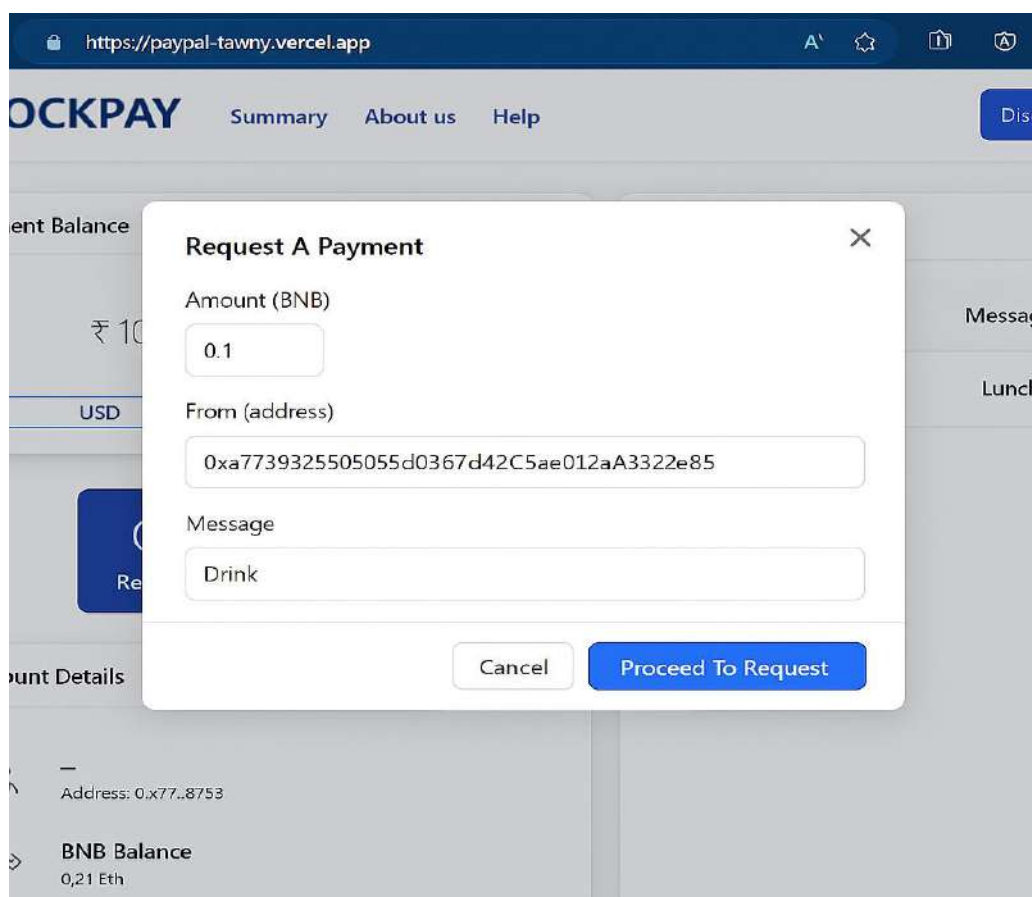 https://paypal-tawny.vercel.app
OCKPAY Summary About us Help Dis
ent Balance
Request A Payment
Amount (BNB)
₹ 10
0.1
Messag
USD
From (address)
Lunch
0xa7739325505055d0367d42C5ae012aA3322e85
Message
Re
Drink
Cancel Proceed To Request
ount Details
Address: 0.x77..8753
BNB Balance
0,21 Eth